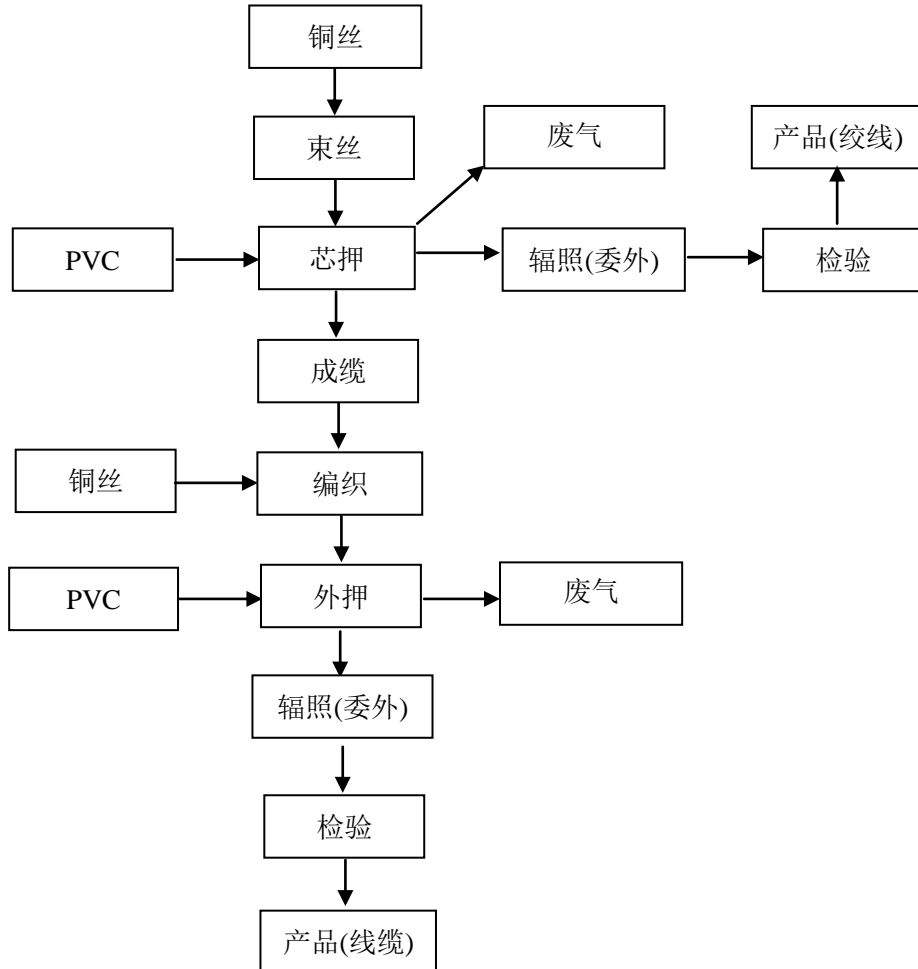 铜丝
束丝
废气
产品(绞线)
PVC
芯押
辐照(委外)
检验
成缆
铜丝
编织
PVC
外押
废气
辐照(委外)
检验
产品(线缆)